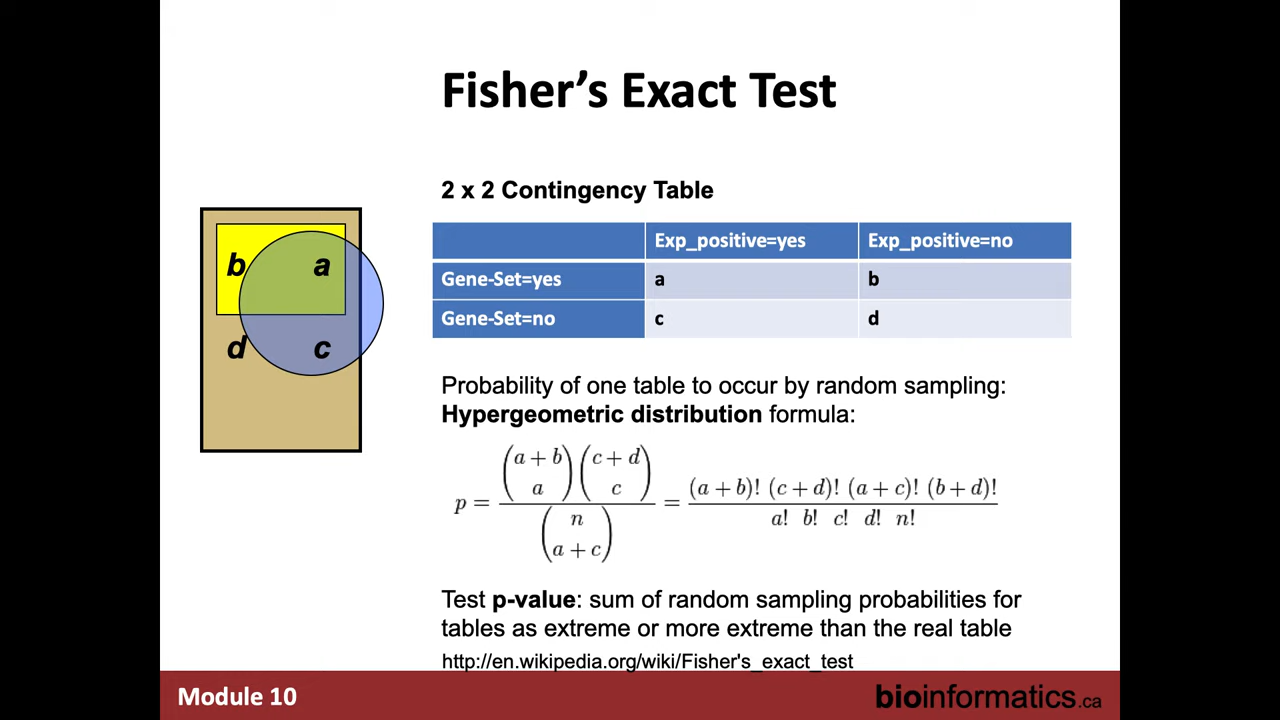 Fisher's Exact Test
2 x 2 Contingency Table
Exp_positive=yes Exp_positive=no
Gene-Set=yes a b
Gene-Set=no c d
b a
d c
Probability of one table to occur by random sampling:
Hypergeometric distribution formula:
p = (a + b a) (c + d c) / (n a + c) = (a + b)! (c + d)! (a + c)! (b + d)! / a! b! c! d! n!
Test p-value: sum of random sampling probabilities for
tables as extreme or more extreme than the real table
http://en.wikipedia.org/wiki/Fisher's_exact_test
Module 10
bioinformatics.ca